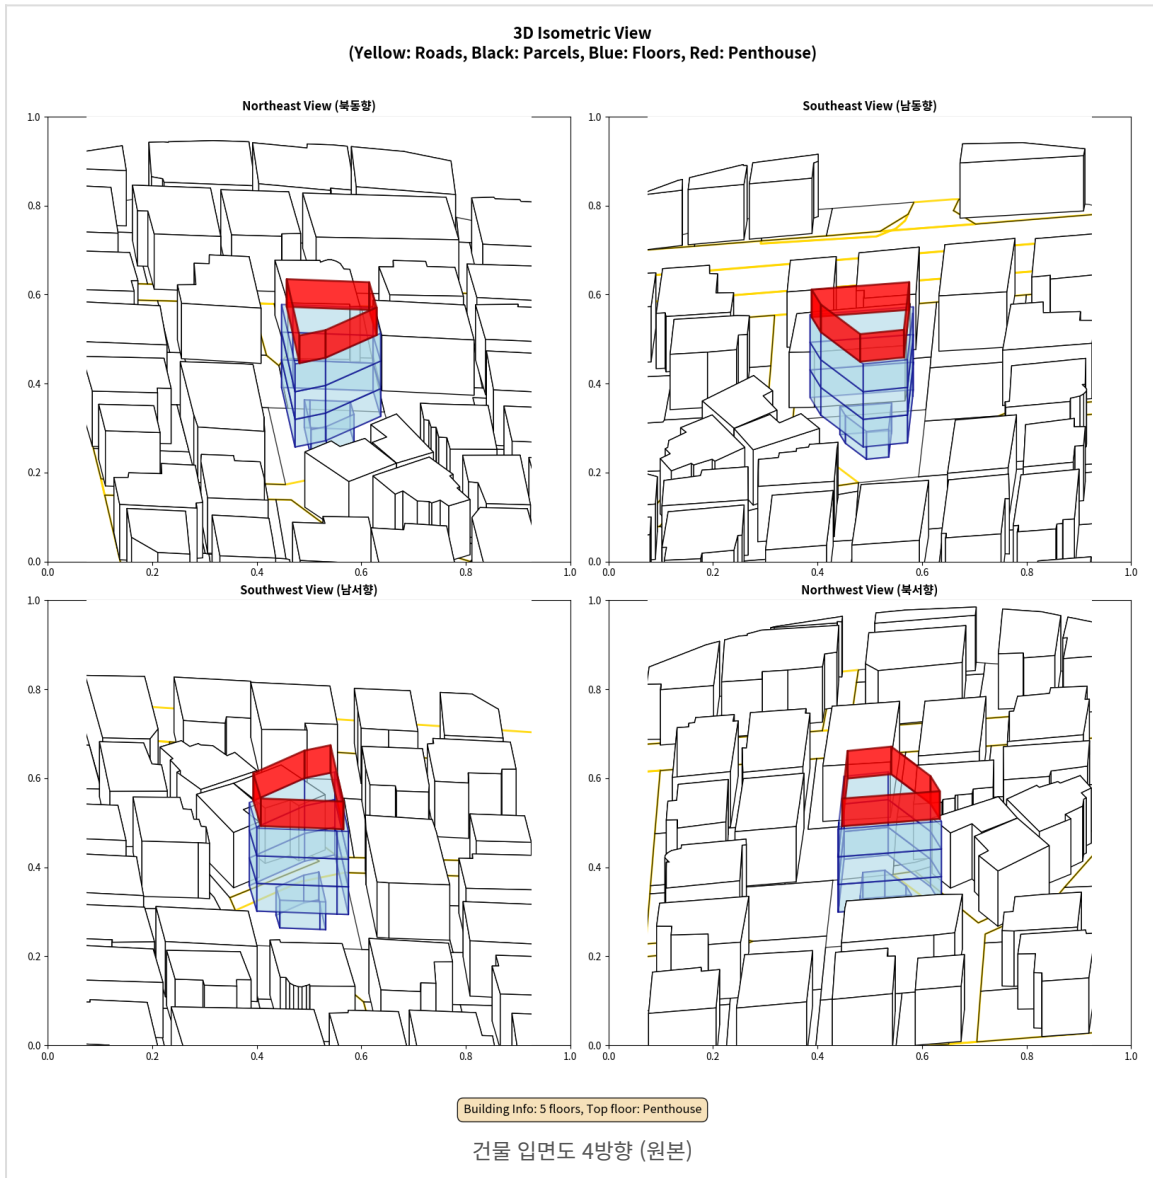 3D Isometric View
(Yellow: Roads, Black: Parcels, Blue: Floors, Red: Penthouse)
Northeast View (북동향)
1.0
0.8
0.6
0.4
0.2
0.0
0.0 0.2 0.4 0.6 0.8 1.0
Southeast View (남동향)
1.0
0.8
0.6
0.4
0.2
0.0
0.0 0.2 0.4 0.6 0.8 1.0
Southwest View (남서향)
1.0
0.8
0.6
0.4
0.2
0.0
0.0 0.2 0.4 0.6 0.8 1.0
Northwest View (북서향)
1.0
0.8
0.6
0.4
0.2
0.0
0.0 0.2 0.4 0.6 0.8 1.0
Building Info: 5 floors, Top floor: Penthouse
건물 입면도 4방향 (원본)